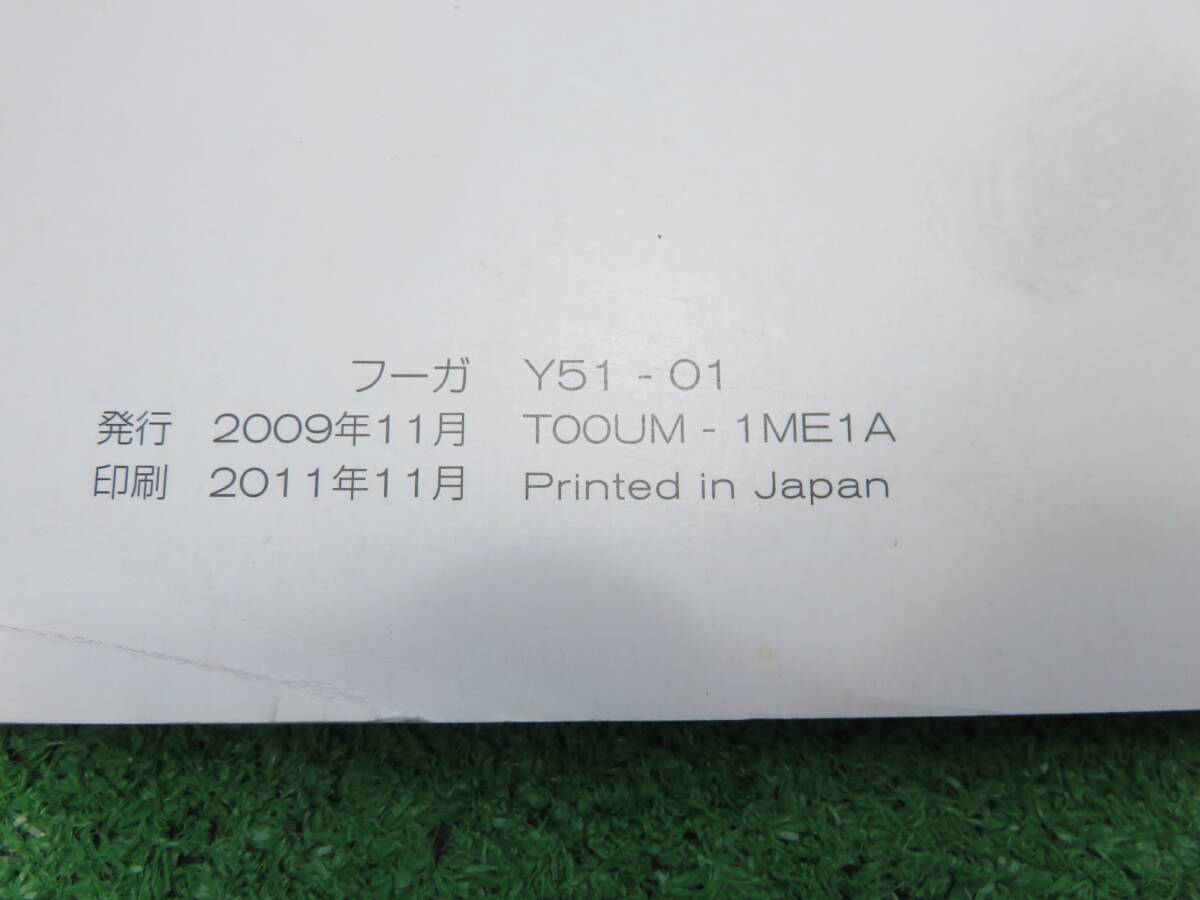 フーガ Y51 - 01
発行 2009年11月 T00UM - 1ME1A
印刷 2011年11月 Printed in Japan